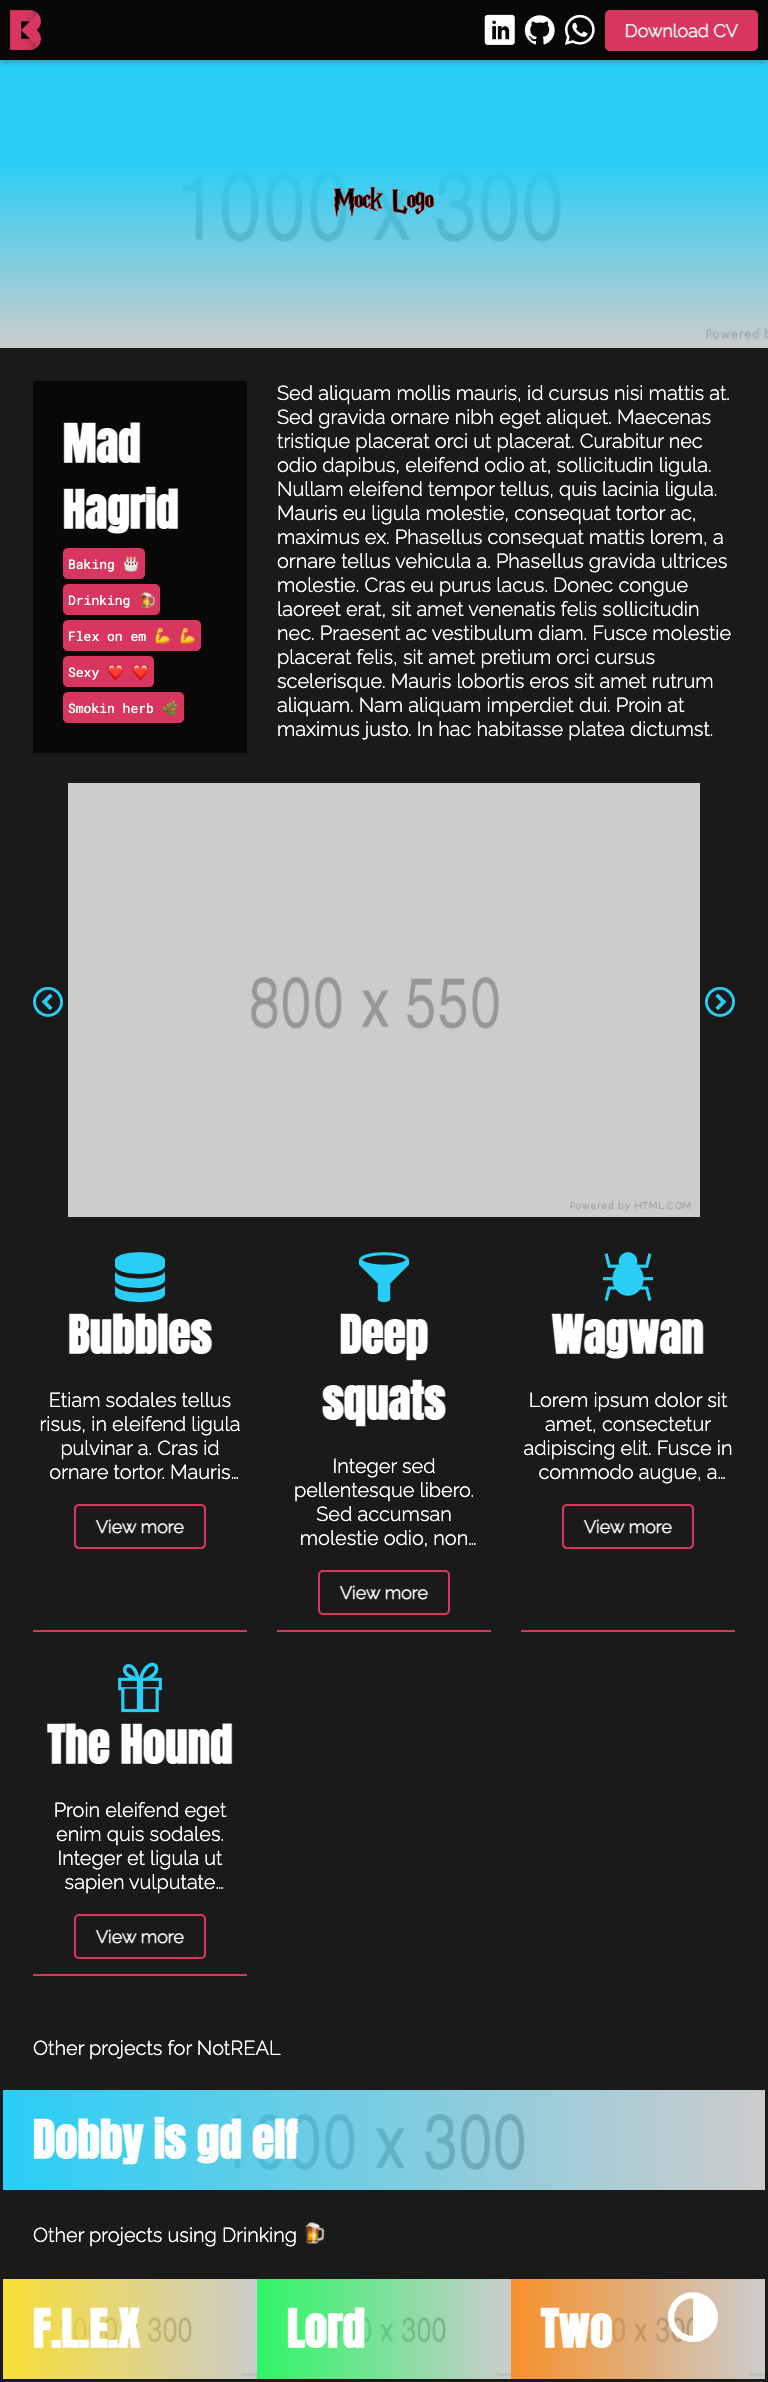 Download CV
1000 x 300
Mock Logo
Powered b
Mad
Hagrid
Baking 🎂
Drinking 🍺
Flex on em 💪 💪
Sexy ❤️ ❤️
Smokin herb 🌿
Sed aliquam mollis mauris, id cursus nisi mattis at.
Sed gravida ornare nibh eget aliquet. Maecenas
tristique placerat orci ut placerat. Curabitur nec
odio dapibus, eleifend odio at, sollicitudin ligula.
Nullam eleifend tempor tellus, quis lacinia ligula.
Mauris eu ligula molestie, consequat tortor ac,
maximus ex. Phasellus consequat mattis lorem, a
ornare tellus vehicula a. Phasellus gravida ultrices
molestie. Cras eu purus lacus. Donec congue
laoreet erat, sit amet venenatis felis sollicitudin
nec. Praesent ac vestibulum diam. Fusce molestie
placerat felis, sit amet pretium orci cursus
scelerisque. Mauris lobortis eros sit amet rutrum
aliquam. Nam aliquam imperdiet dui. Proin at
maximus justo. In hac habitasse platea dictumst.
800 x 550
Powered by HTML.COM
Bubbles
Etiam sodales tellus
risus, in eleifend ligula
pulvinar a. Cras id
ornare tortor. Mauris…
View more
Deep
squats
Integer sed
pellentesque libero.
Sed accumsan
molestie odio, non…
View more
Wagwan
Lorem ipsum dolor sit
amet, consectetur
adipiscing elit. Fusce in
commodo augue, a…
View more
The Hound
Proin eleifend eget
enim quis sodales.
Integer et ligula ut
sapien vulputate…
View more
Other projects for NotREAL
Dobby is gd elf
00 x 300
Other projects using Drinking 🍺
F.L.E.X
300
Lord
x 300
Two
x 300